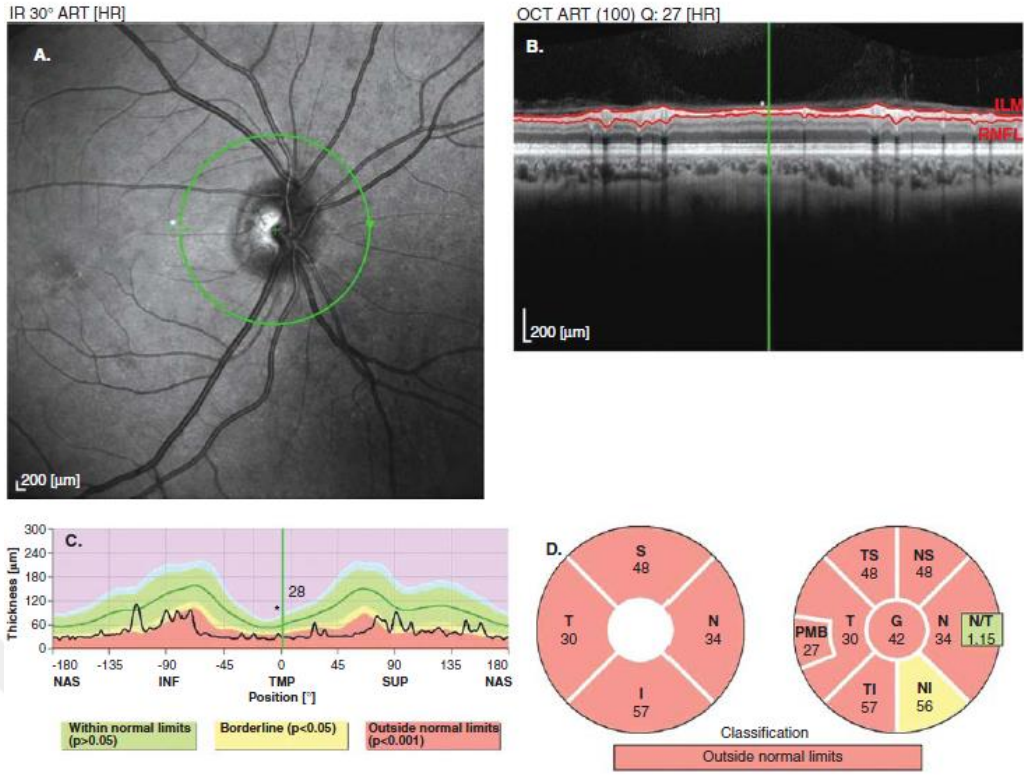 IR 30° ART [HR]
A.
200 [µm]
OCT ART (100) Q: 27 [HR]
B.
ILM
RNFL
200 [µm]
C.
Thickness [µm]
300
240
180
120
60
0
28
*
-180 -135 -90 -45 0 45 90 135 180
NAS INF TMP SUP NAS
Position [°]
Within normal limits
(p>0.05)
Borderline (p<0.05)
Outside normal limits
(p<0.001)
D.
S
48
T
30
N
34
I
57
TS
48
NS
48
PMB
27
T
30
G
42
N
34
N/T
1.15
TI
57
NI
56
Classification
Outside normal limits